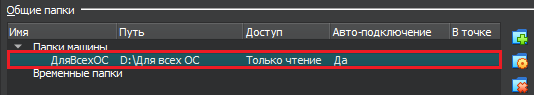 Общие папки
Имя Путь Доступ Авто-подключение В точке
Папки машины
ДляВсехОС D:\Для всех ОС Только чтение Да
Временные папки